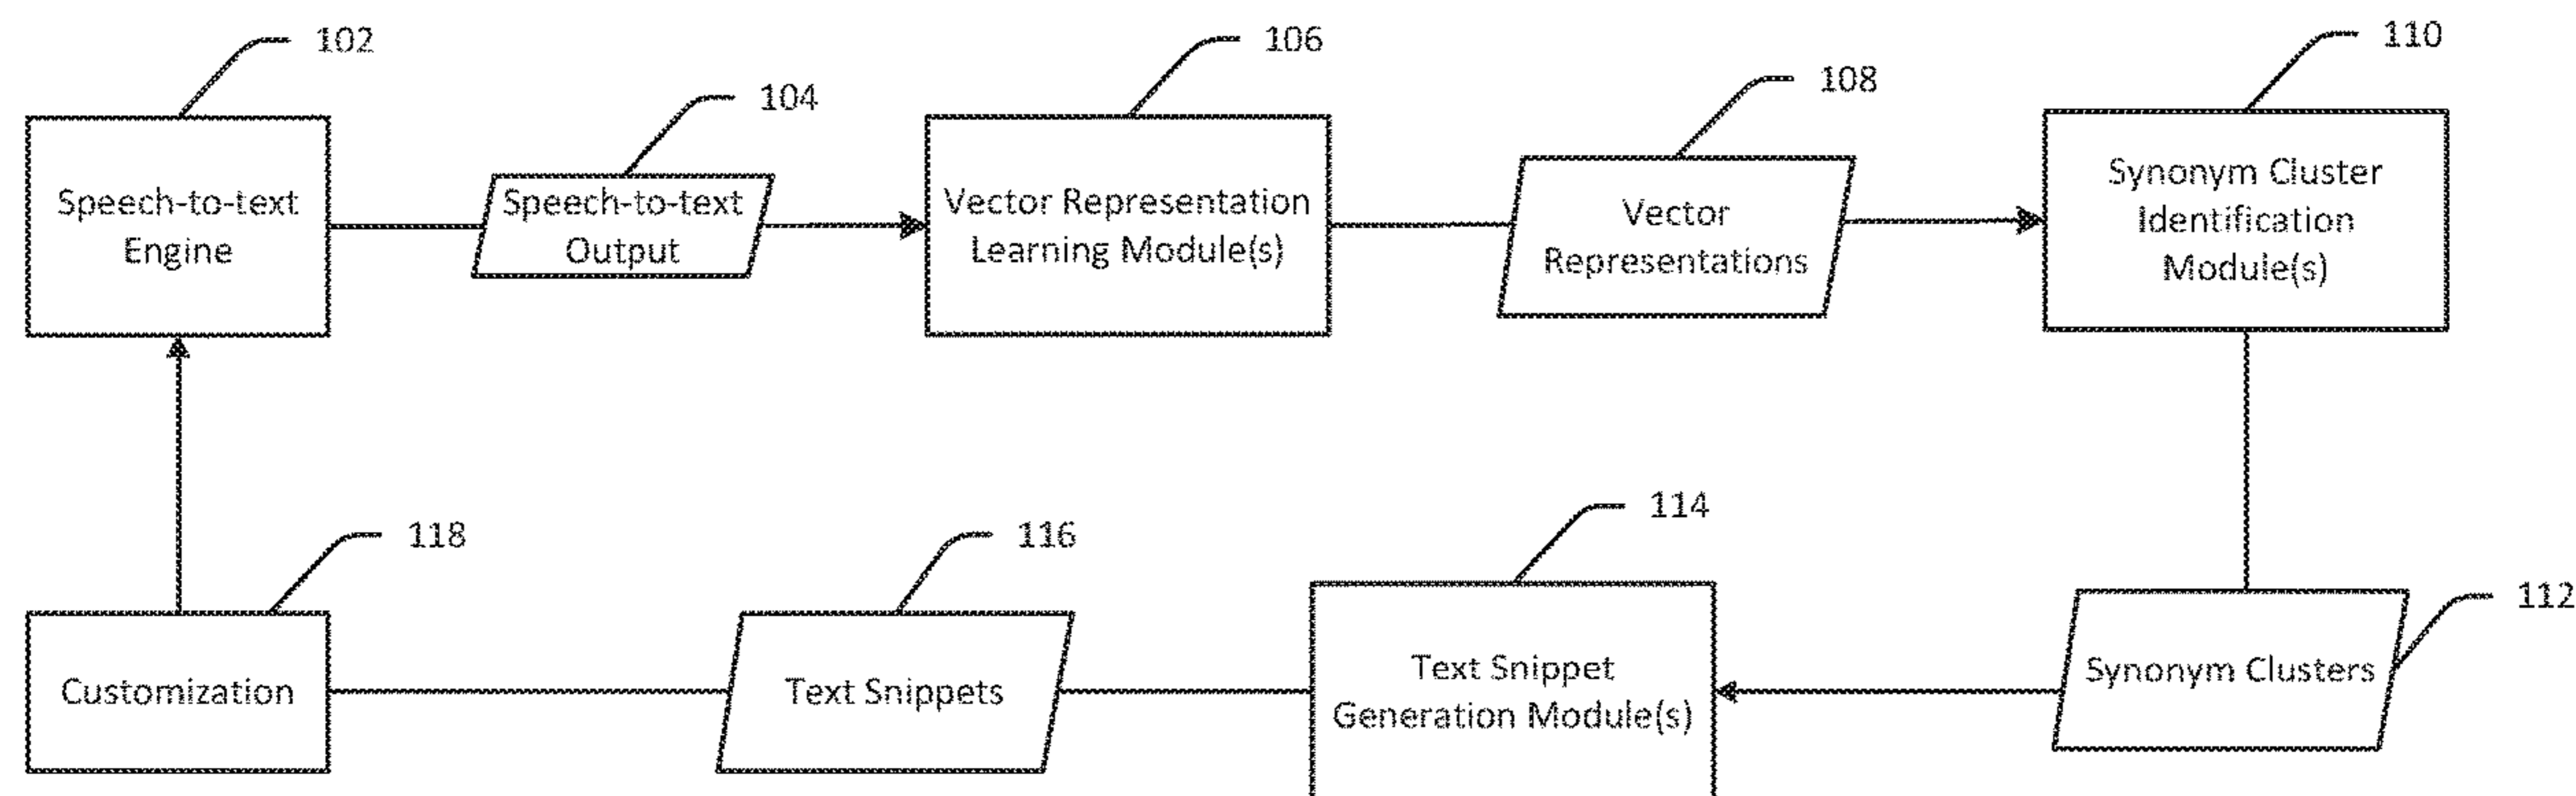 102
104
106
108
110
Speech-to-text
Engine
Speech-to-text
Output
Vector Representation
Learning Module(s)
Vector
Representations
Synonym Cluster
Identification
Module(s)
118
116
114
112
Customization
Text Snippets
Text Snippet
Generation Module(s)
Synonym Clusters